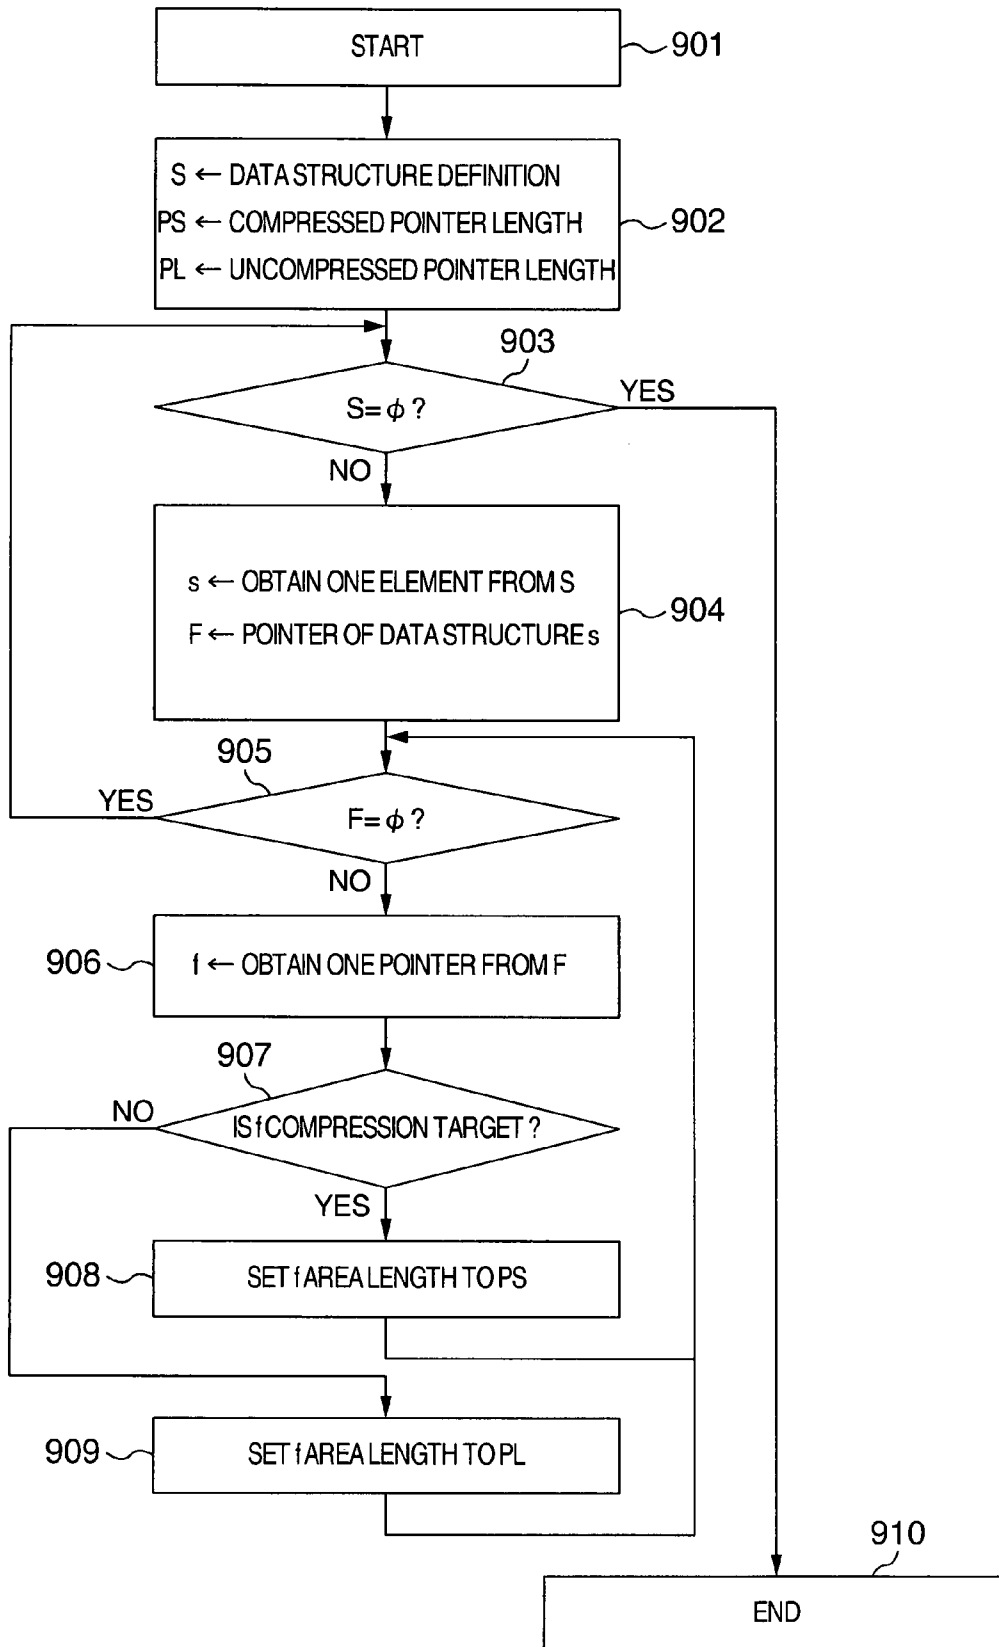 START
901
S ← DATA STRUCTURE DEFINITION
PS ← COMPRESSED POINTER LENGTH
PL ← UNCOMPRESSED POINTER LENGTH
902
903
S=φ?
YES
NO
s ← OBTAIN ONE ELEMENT FROM S
F ← POINTER OF DATA STRUCTURE s
904
905
YES
F=φ?
NO
906
f ← OBTAIN ONE POINTER FROM F
907
NO
IS f COMPRESSION TARGET ?
YES
908
SET f AREA LENGTH TO PS
909
SET f AREA LENGTH TO PL
910
END